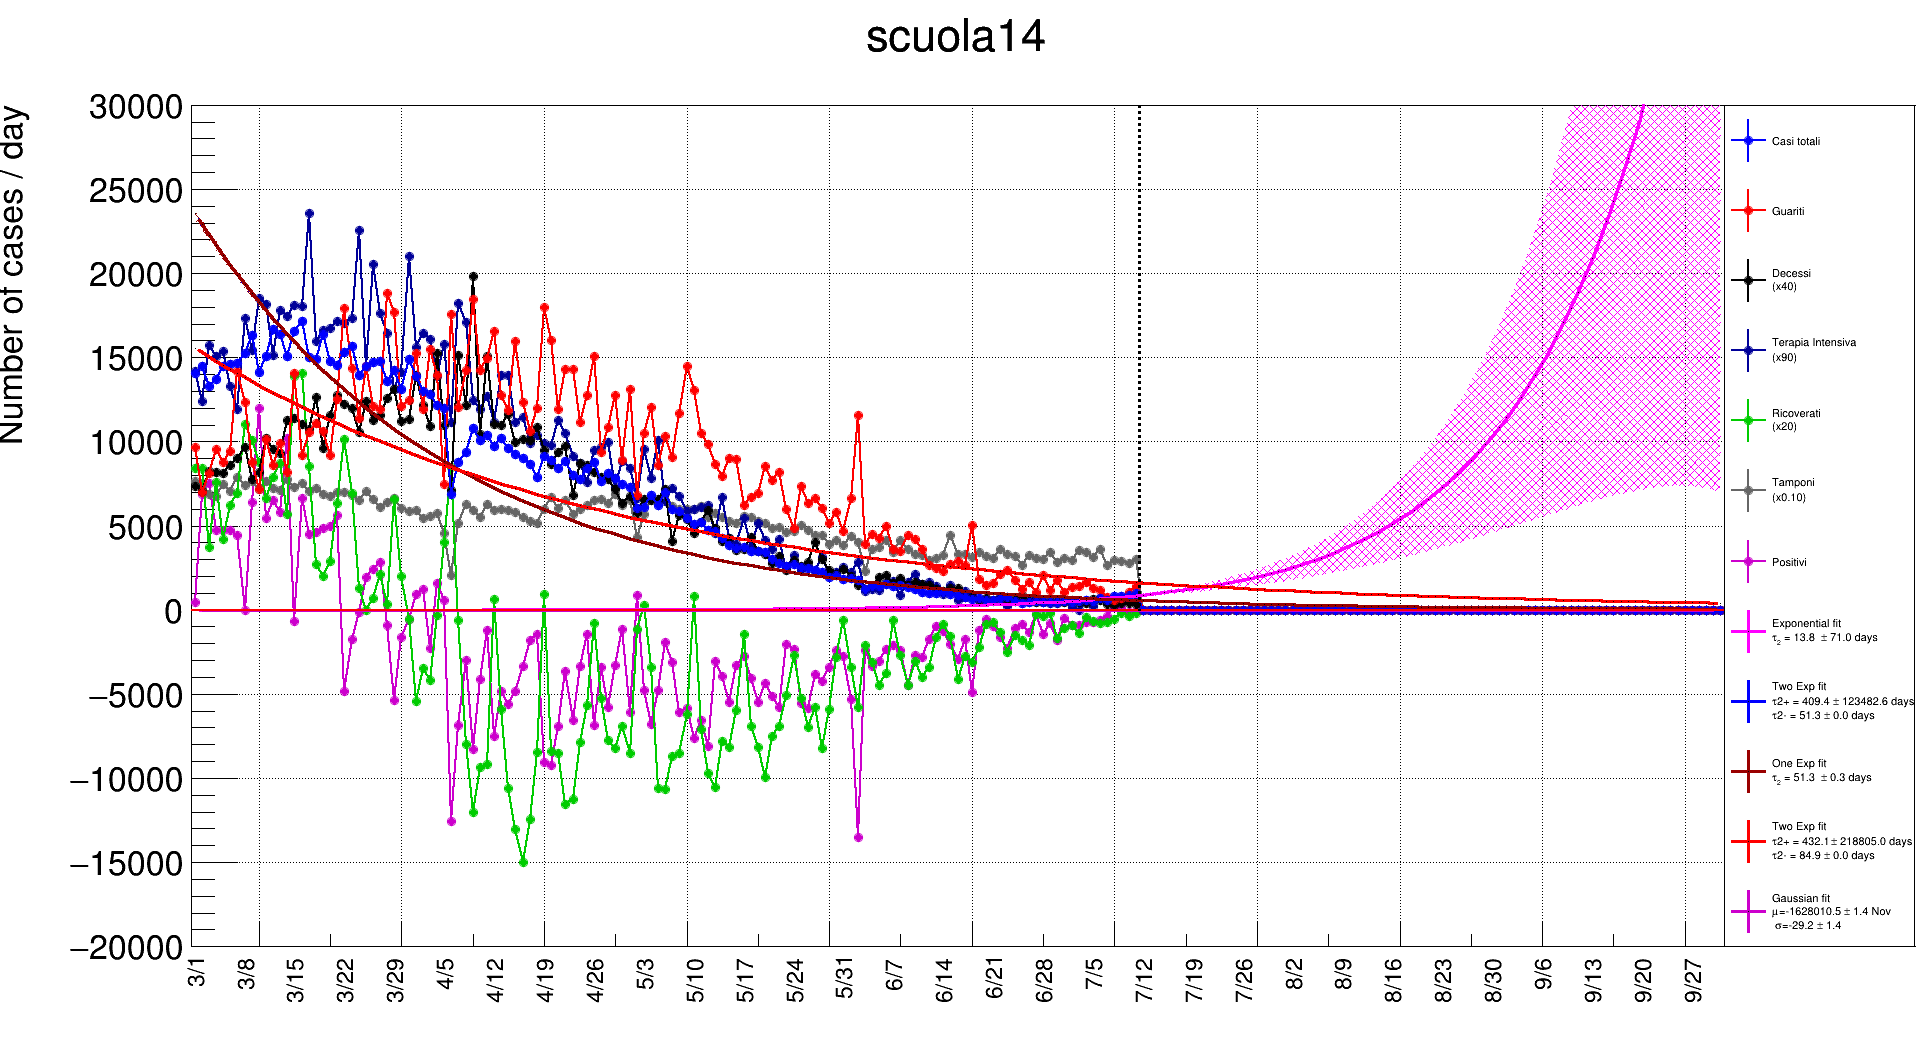 scuola14
Number of cases / day
30000
25000
20000
15000
10000
5000
0
−5000
−10000
−15000
−20000
3/1
3/8
3/15
3/22
3/29
4/5
4/12
4/19
4/26
5/3
5/10
5/17
5/24
5/31
6/7
6/14
6/21
6/28
7/5
7/12
7/19
7/26
8/2
8/9
8/16
8/23
8/30
9/6
9/13
9/20
9/27
Casi totali
Guariti
Decessi
(x40)
Terapia Intensiva
(x90)
Ricoverati
(x20)
Tamponi
(x0.10)
Positivi
Exponential fit
τ2 = 13.8 ± 71.0 days
Two Exp fit
τ2+ = 409.4 ± 123482.6 days
τ2- = 51.3 ± 0.0 days
One Exp fit
τ2 = 51.3 ± 0.3 days
Two Exp fit
τ2+ = 432.1 ± 218805.0 days
τ2- = 84.9 ± 0.0 days
Gaussian fit
μ=-1628010.5 ± 1.4 Nov
σ=-29.2 ± 1.4